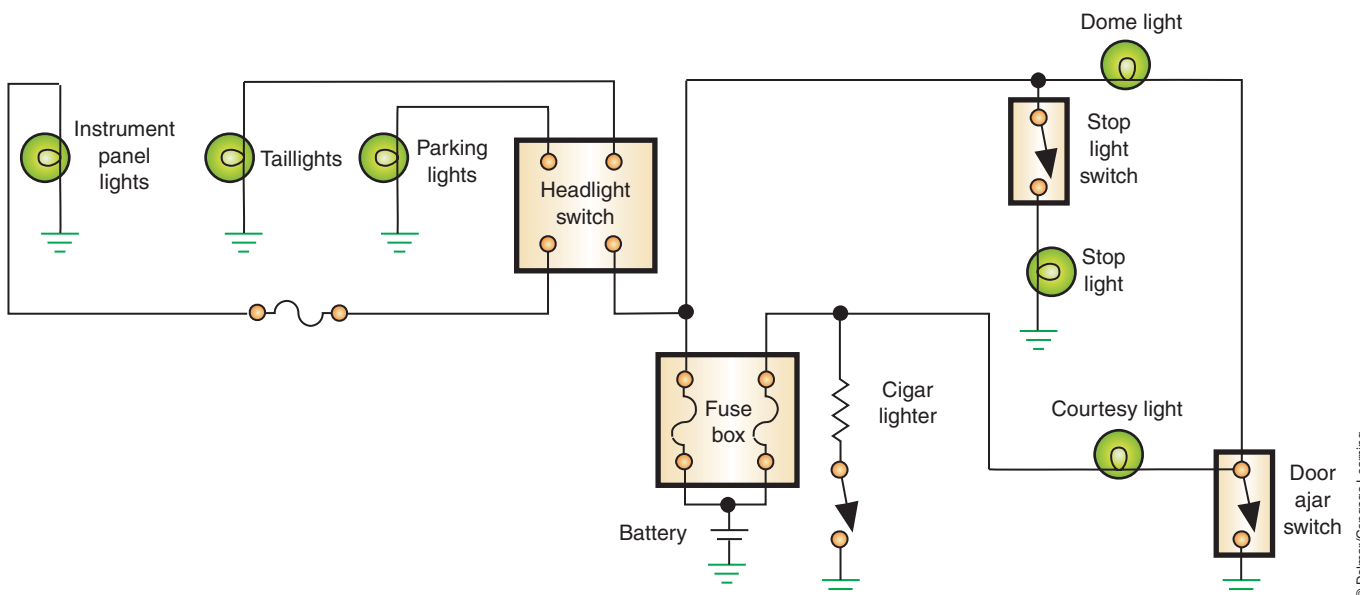 Dome light
Instrument
panel
lights
Taillights
Parking
lights
Headlight
switch
Stop
light
switch
Stop
light
Fuse
box
Cigar
lighter
Courtesy light
Battery
Door
ajar
switch